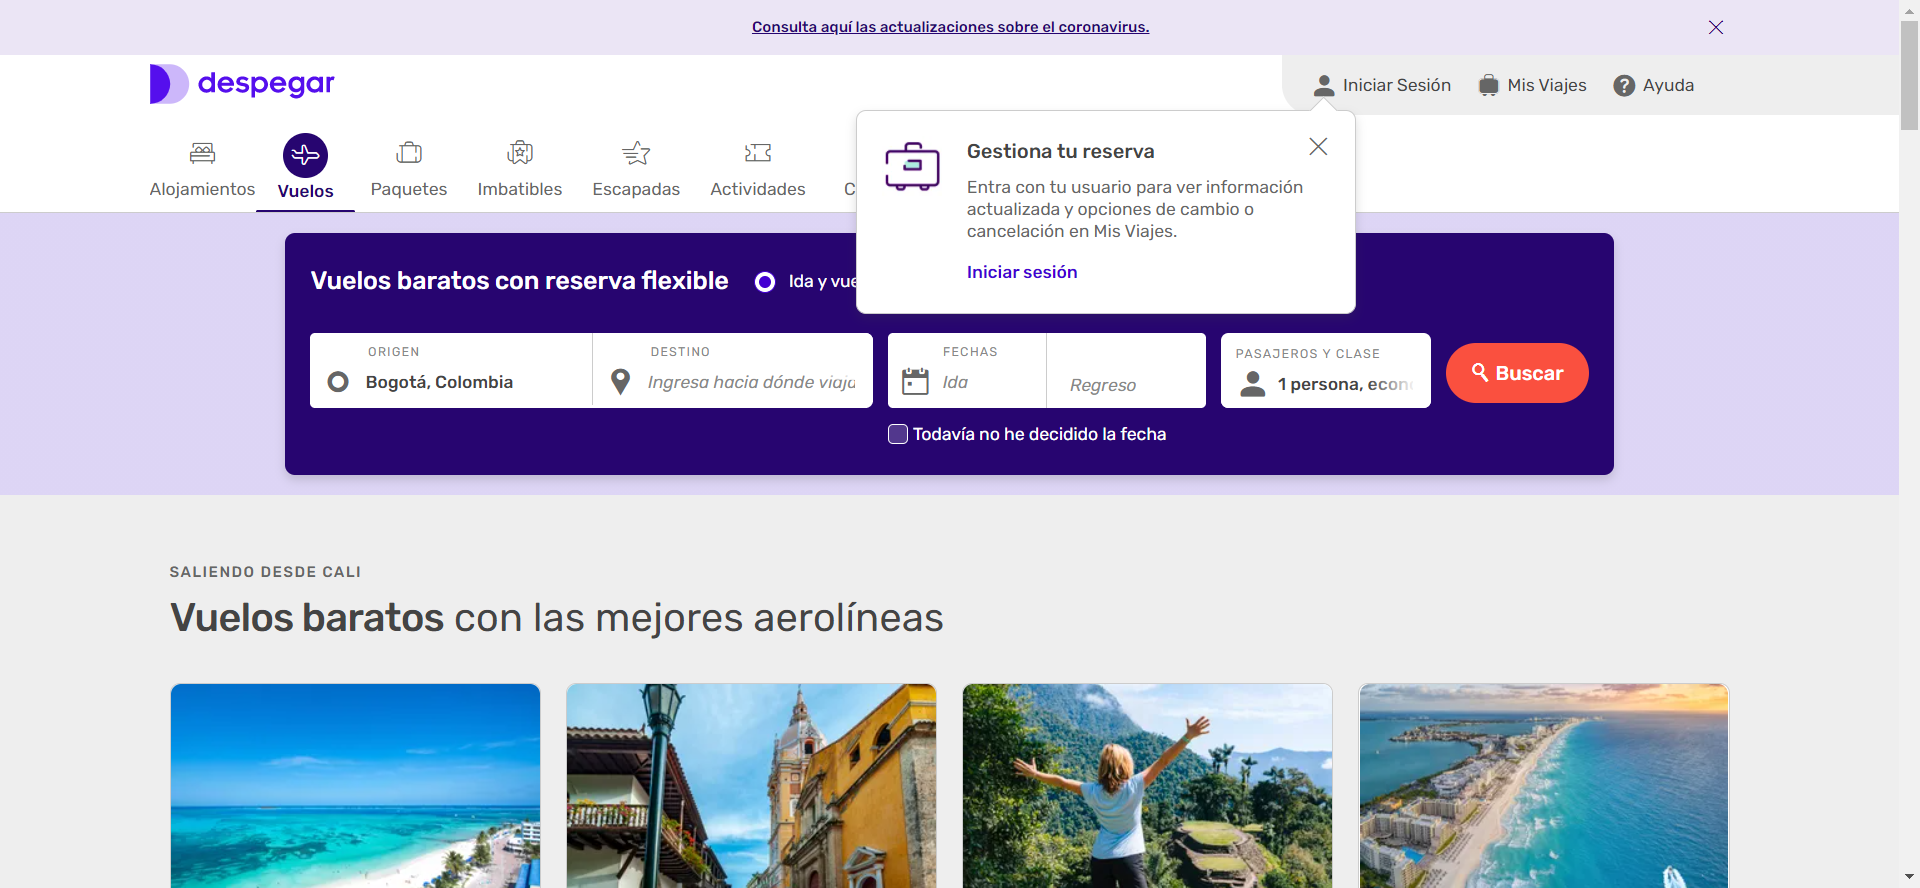 Consulta aquí las actualizaciones sobre el coronavirus.
despegar
Iniciar Sesión
Mis Viajes
? Ayuda
Alojamientos
Vuelos
Paquetes
Imbatibles
Escapadas
Actividades
C
Gestiona tu reserva
Entra con tu usuario para ver información
actualizada y opciones de cambio o
cancelación en Mis Viajes.
Iniciar sesión
Vuelos baratos con reserva flexible
Ida y vue
ORIGEN
Bogotá, Colombia
DESTINO
Ingresa hacia dónde viaja
FECHAS
Ida
Regreso
PASAJEROS Y CLASE
1 persona, econ
Buscar
Todavía no he decidido la fecha
SALIENDO DESDE CALI
Vuelos baratos con las mejores aerolíneas